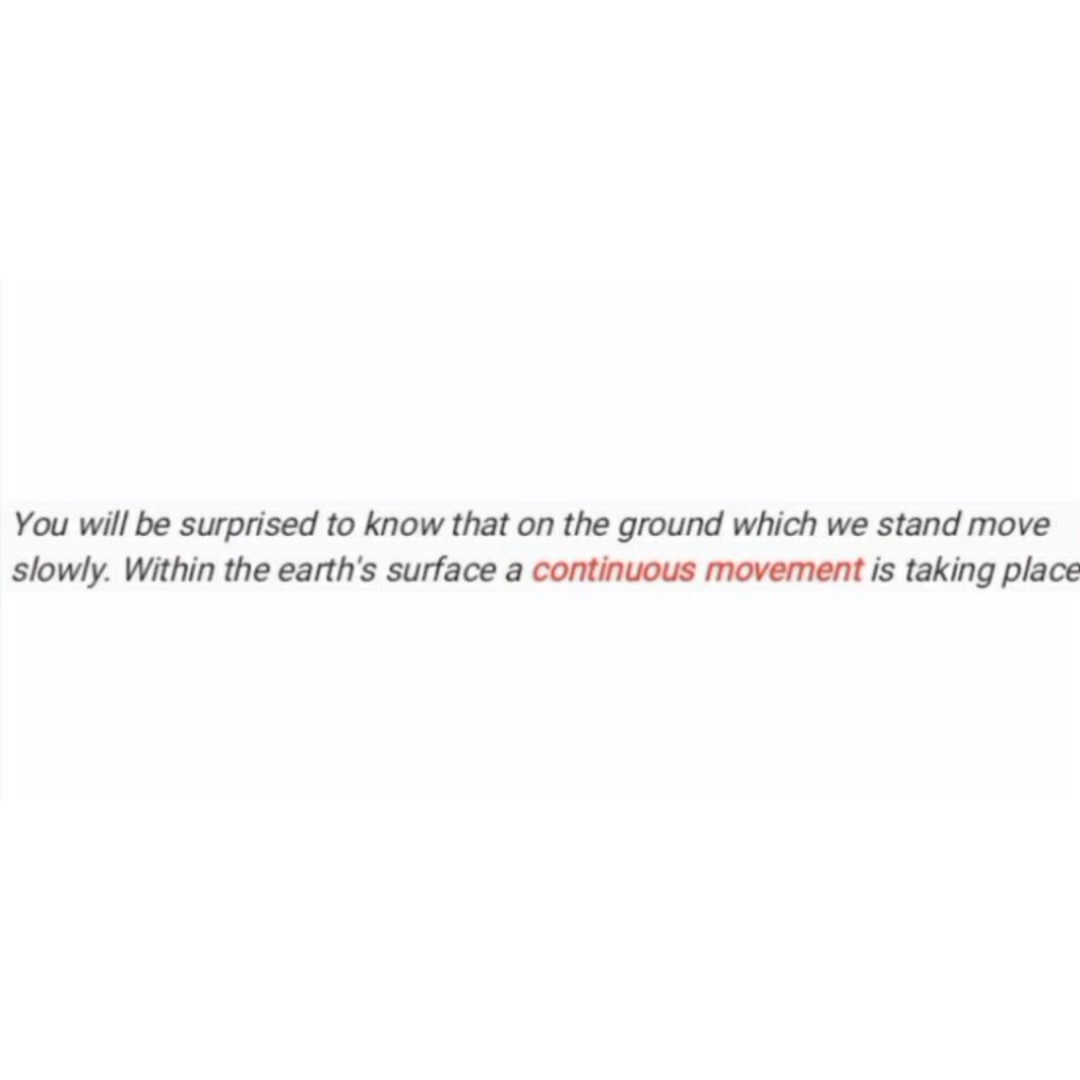 You will be surprised to know that on the ground which we stand move
slowly. Within the earth's surface a continuous movement is taking place